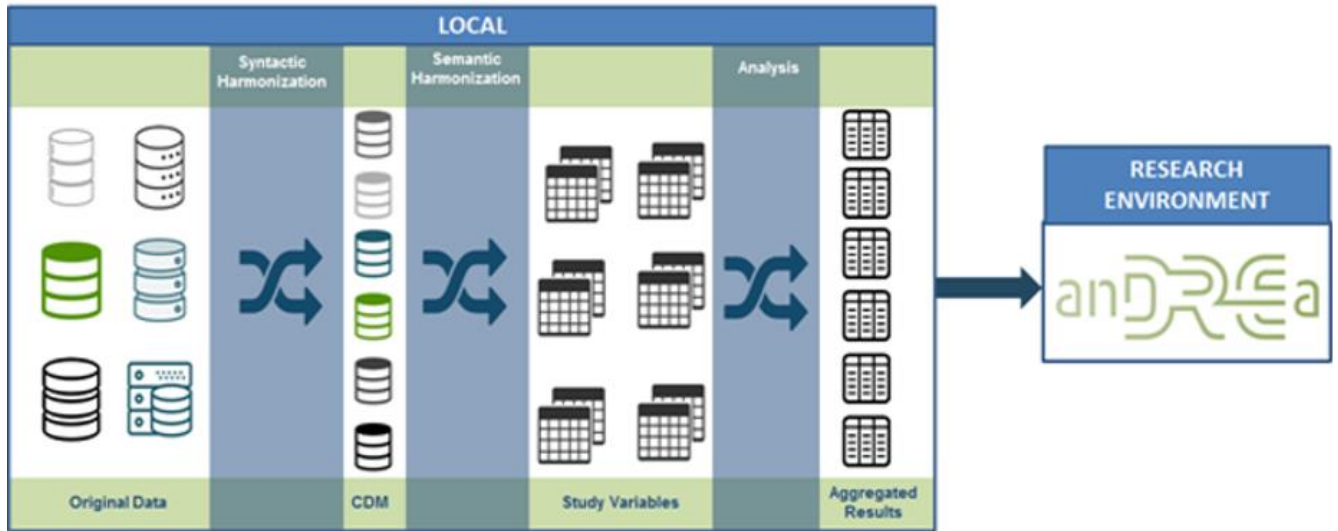 LOCAL
Syntactic
Harmonization
Semantic
Harmonization
Analysis
RESEARCH
ENVIRONMENT
anDREa
Original Data
CDM
Study Variables
Aggregated
Results